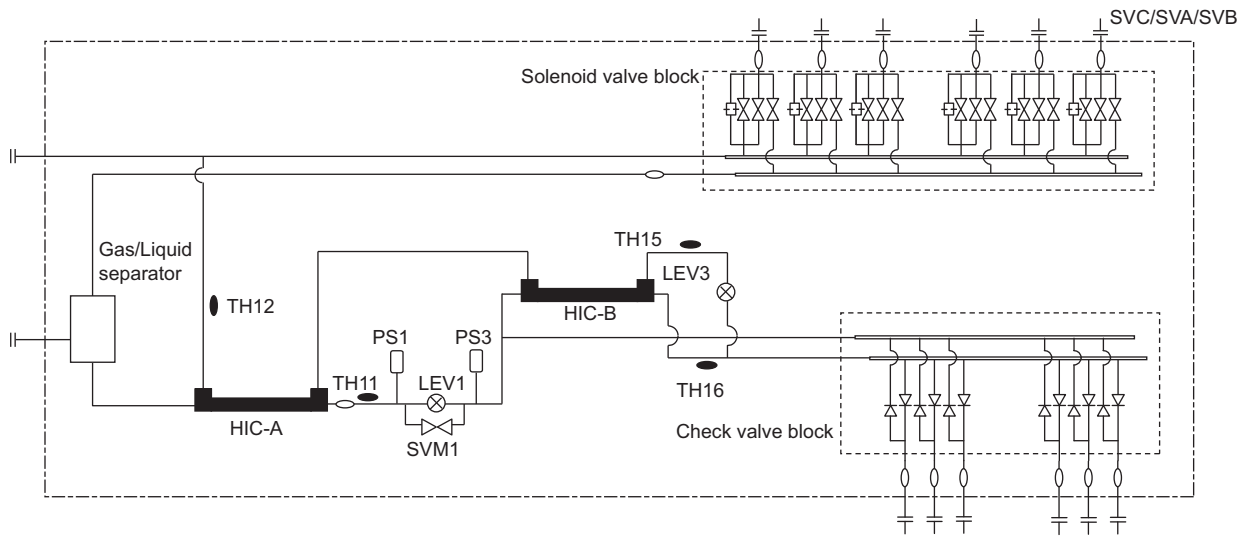 SVC/SVA/SVB
Solenoid valve block
Gas/Liquid
separator
TH15
LEV3
TH12
HIC-B
PS1
PS3
TH11
LEV1
TH16
HIC-A
SVM1
Check valve block